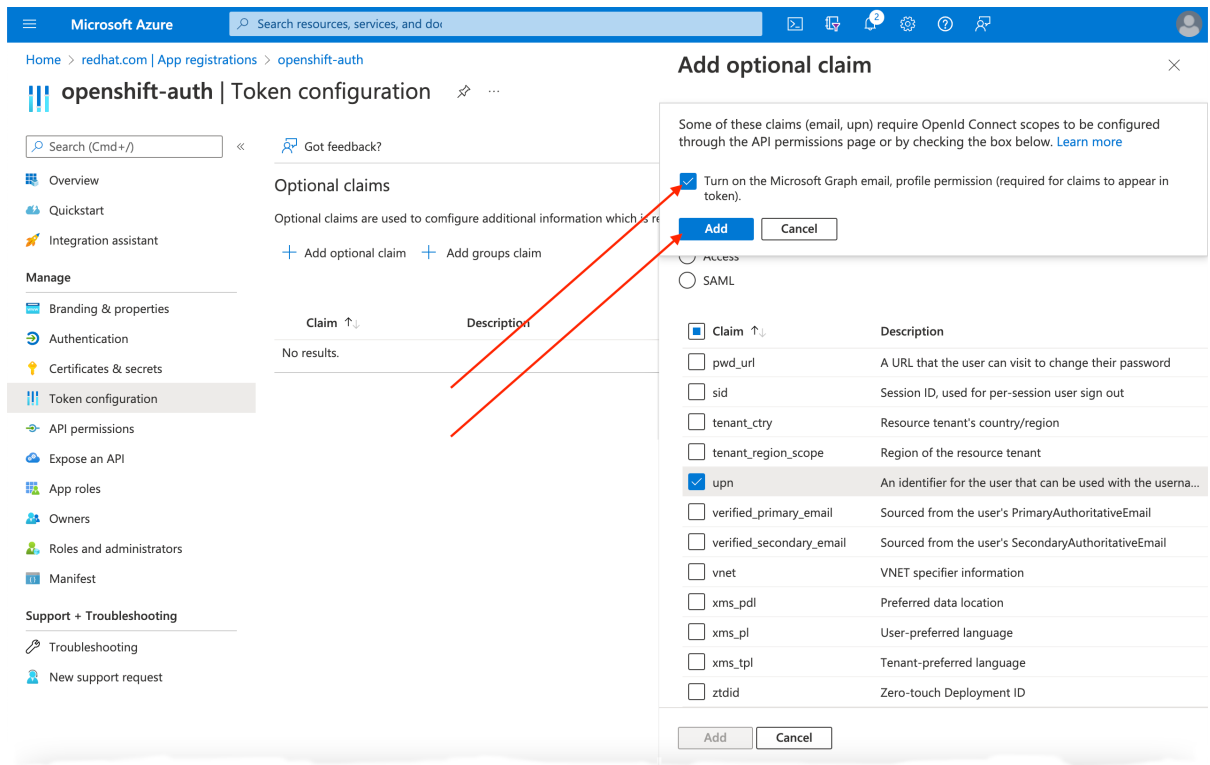 Microsoft Azure
Search resources, services, and doc
2
Home > redhat.com | App registrations > openshift-auth
openshift-auth | Token configuration
...
Search (Cmd+/)
«
Overview
Quickstart
Integration assistant
Manage
Branding & properties
Authentication
Certificates & secrets
Token configuration
API permissions
Expose an API
App roles
Owners
Roles and administrators
Manifest
Support + Troubleshooting
Troubleshooting
New support request
Got feedback?
Optional claims
Optional claims are used to configure additional information which is re
Add optional claim
Add groups claim
Claim ↑↓ Description
No results.
Add optional claim
Some of these claims (email, upn) require OpenId Connect scopes to be configured
through the API permissions page or by checking the box below. Learn more
Turn on the Microsoft Graph email, profile permission (required for claims to appear in
token).
Add Cancel
Access
SAML
Claim ↑↓ Description
pwd_url A URL that the user can visit to change their password
sid Session ID, used for per-session user sign out
tenant_ctry Resource tenant's country/region
tenant_region_scope Region of the resource tenant
upn An identifier for the user that can be used with the userna...
verified_primary_email Sourced from the user's PrimaryAuthoritativeEmail
verified_secondary_email Sourced from the user's SecondaryAuthoritativeEmail
vnet VNET specifier information
xms_pdl Preferred data location
xms_pl User-preferred language
xms_tpl Tenant-preferred language
ztdid Zero-touch Deployment ID
Add Cancel